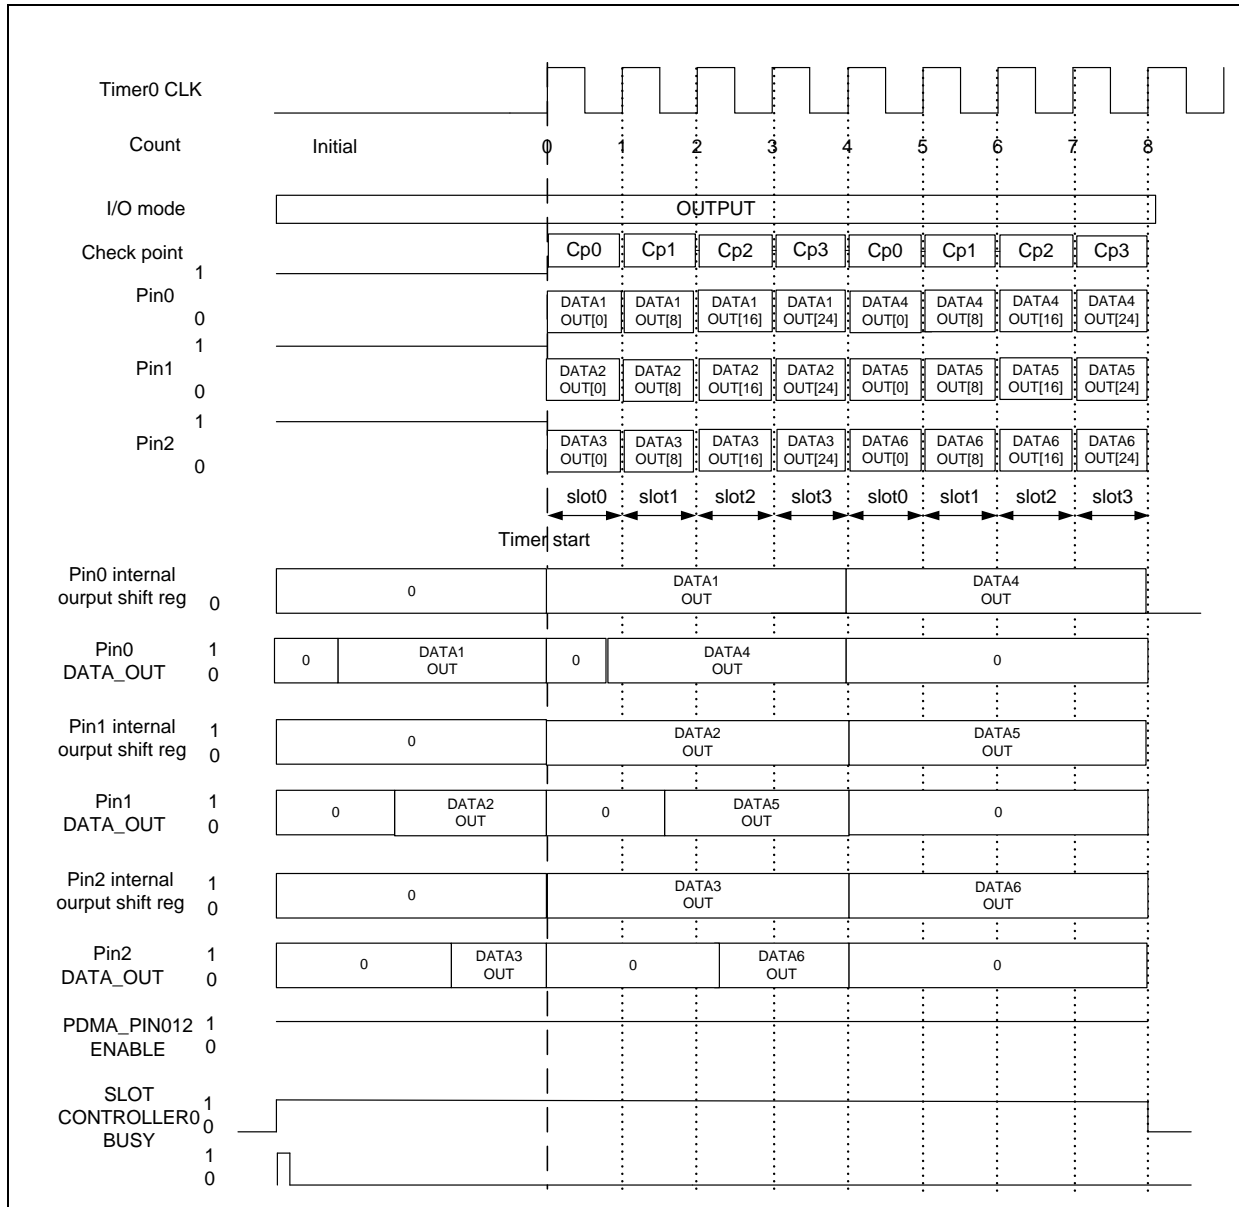 Timer0 CLK
Count Initial 0 1 2 3 4 5 6 7 8
I/O mode OUTPUT
Check point Cp0 Cp1 Cp2 Cp3 Cp0 Cp1 Cp2 Cp3
1
Pin0 DATA1 DATA1 DATA1 DATA1 DATA4 DATA4 DATA4 DATA4
0 OUT[0] OUT[8] OUT[16] OUT[24] OUT[0] OUT[8] OUT[16] OUT[24]
1
Pin1 DATA2 DATA2 DATA2 DATA2 DATA5 DATA5 DATA5 DATA5
0 OUT[0] OUT[8] OUT[16] OUT[24] OUT[0] OUT[8] OUT[16] OUT[24]
1
Pin2 DATA3 DATA3 DATA3 DATA3 DATA6 DATA6 DATA6 DATA6
0 OUT[0] OUT[8] OUT[16] OUT[24] OUT[0] OUT[8] OUT[16] OUT[24]
slot0 slot1 slot2 slot3 slot0 slot1 slot2 slot3
Timer start
Pin0 internal DATA1 DATA4
ourput shift reg 0 0 OUT OUT
Pin0 1 0 DATA1 0 DATA4 0
DATA_OUT 0 OUT OUT
Pin1 internal 1 0 DATA2 DATA5
ourput shift reg 0 OUT OUT
Pin1 1 0 DATA2 0 DATA5 0
DATA_OUT 0 OUT OUT
Pin2 internal 1 0 DATA3 DATA6
ourput shift reg 0 OUT OUT
Pin2 1 0 DATA3 0 DATA6 0
DATA_OUT 0 OUT OUT
PDMA_PIN012 1
ENABLE 0
SLOT
CONTROLLER0 1
BUSY 0
1
0